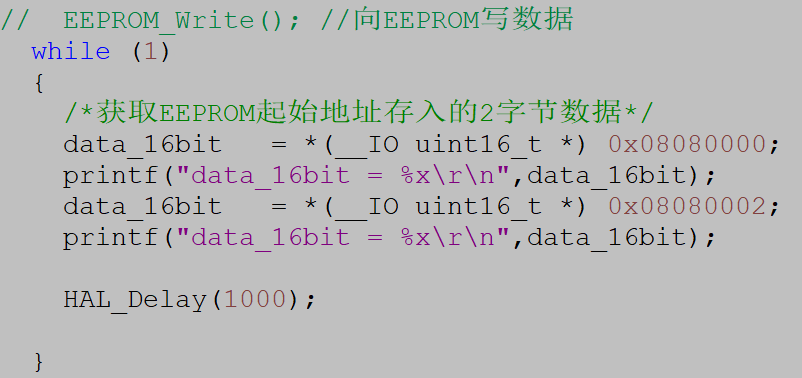 //  EEPROM_Write(); //向EEPROM写数据
while (1)
{
/*获取EEPROM起始地址存入的2字节数据*/
data_16bit   = *(__IO uint16_t *) 0x08080000;
printf("data_16bit = %x\r\n",data_16bit);
data_16bit   = *(__IO uint16_t *) 0x08080002;
printf("data_16bit = %x\r\n",data_16bit);
HAL_Delay(1000);
}